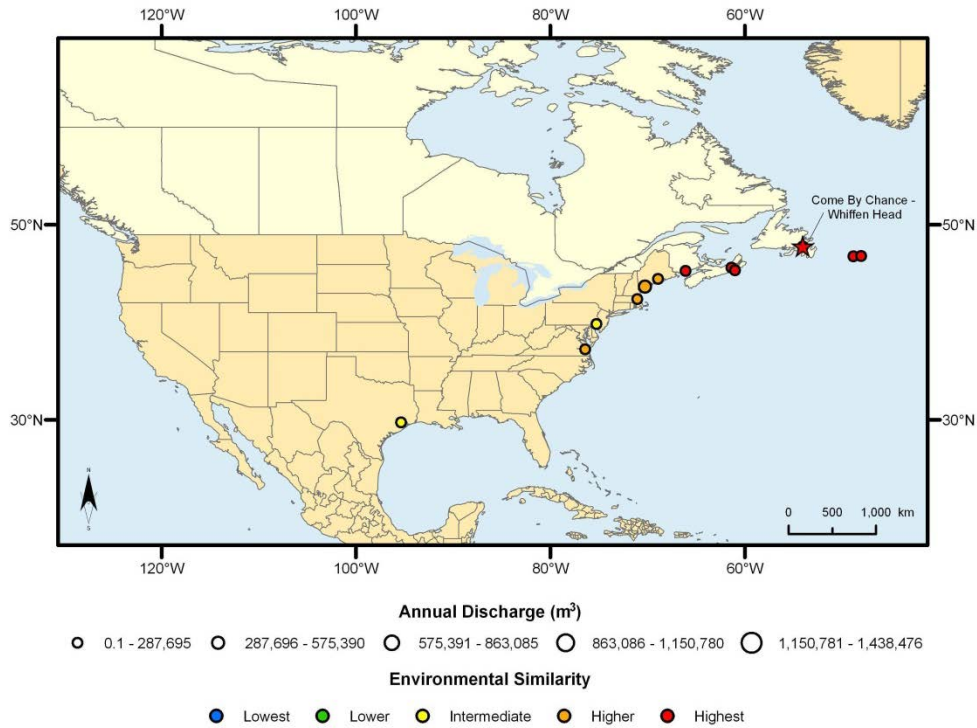 120°W 100°W 80°W 60°W
50°N 50°N
Come By Chance -
Whiffen Head
30°N 30°N
N
S
0 500 1,000 km
120°W 100°W 80°W 60°W
Annual Discharge (m³)
0.1 - 287,695 287,696 - 575,390 575,391 - 863,085 863,086 - 1,150,780 1,150,781 - 1,438,476
Environmental Similarity
Lowest Lower Intermediate Higher Highest